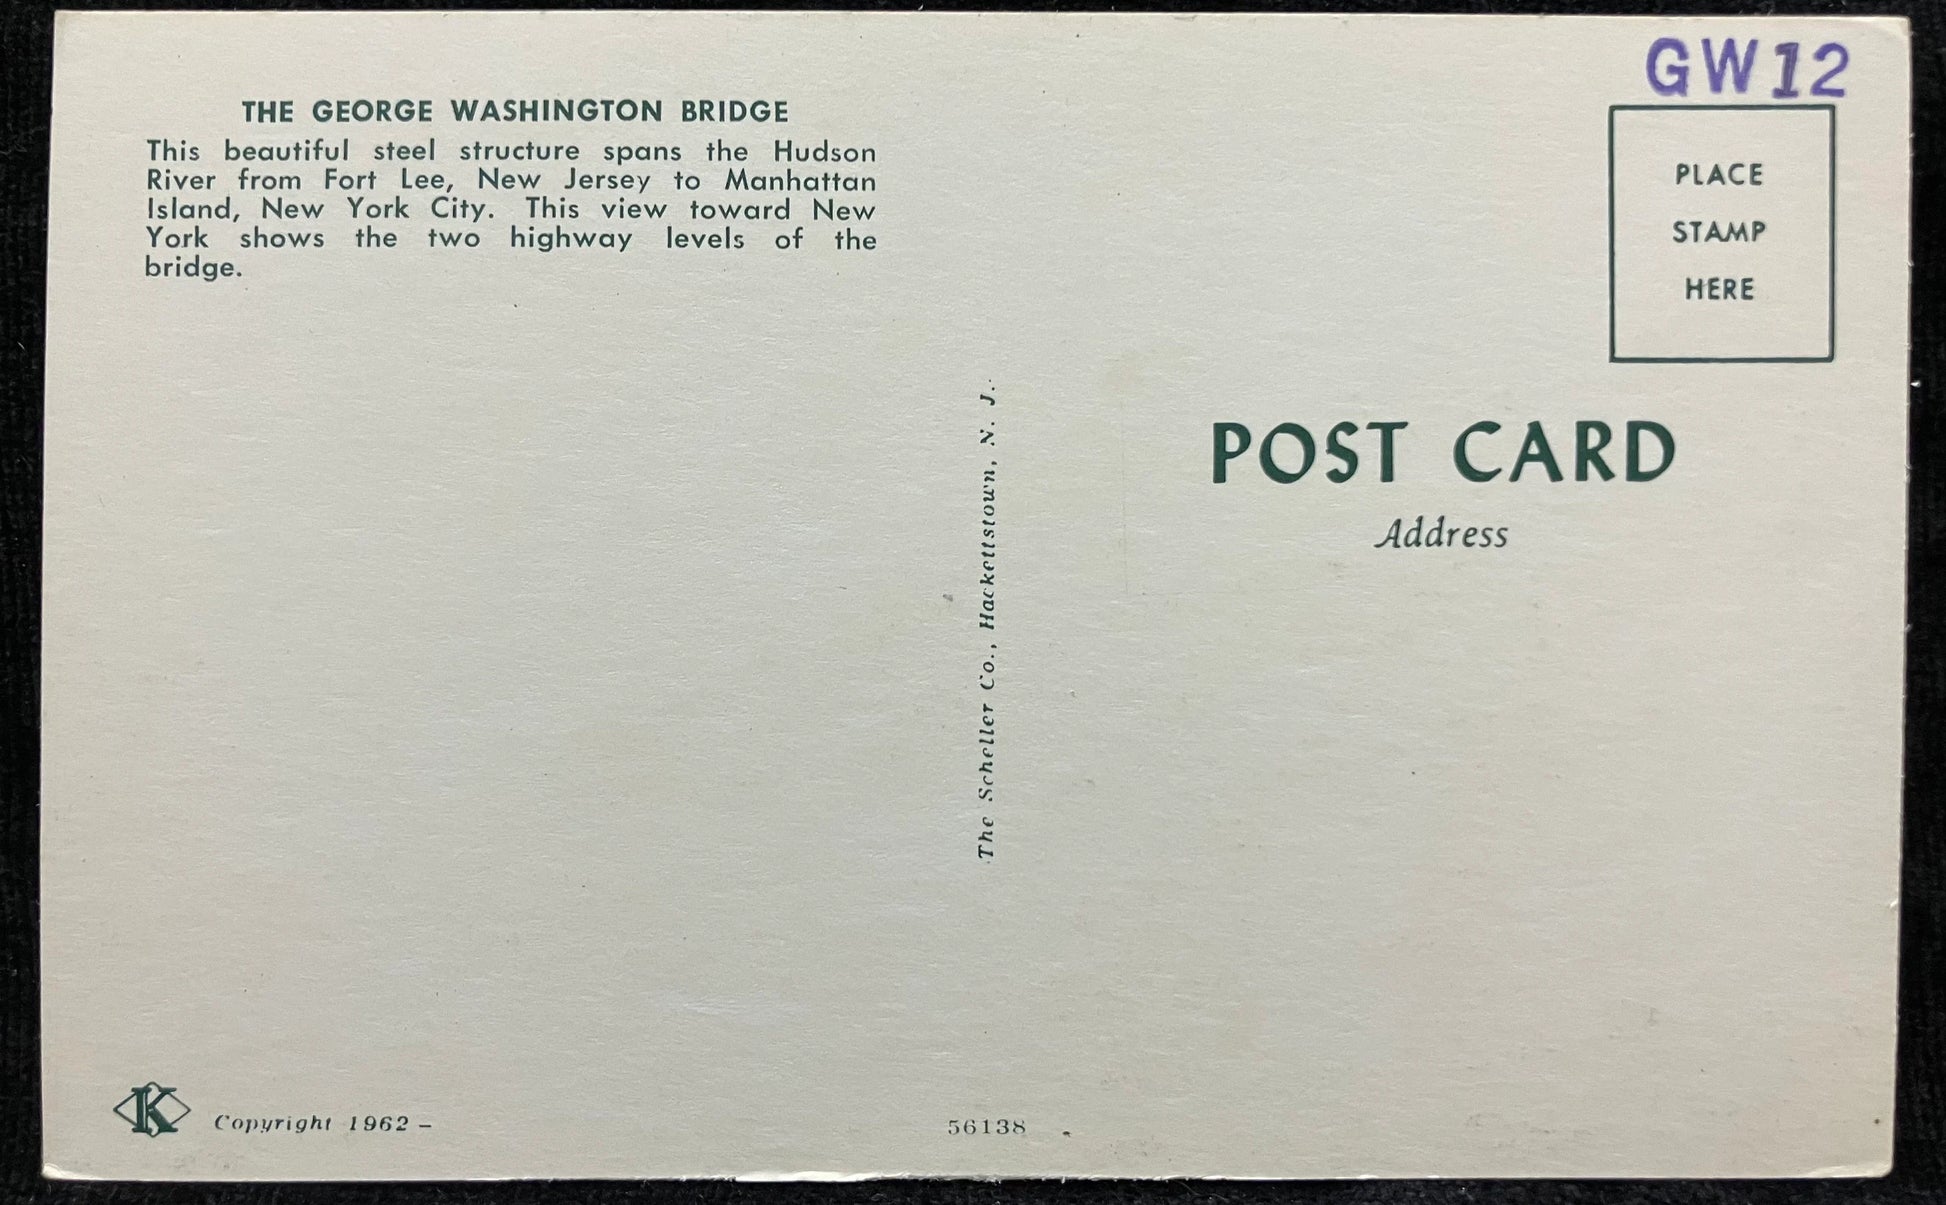 GW12
THE GEORGE WASHINGTON BRIDGE
This beautiful steel structure spans the Hudson
River from Fort Lee, New Jersey to Manhattan
Island, New York City. This view toward New
York shows the two highway levels of the
bridge.
PLACE
STAMP
HERE
The Scheller Co., Hackettstown, N. J.
POST CARD
Address
K
Copyright 1962 –
56138